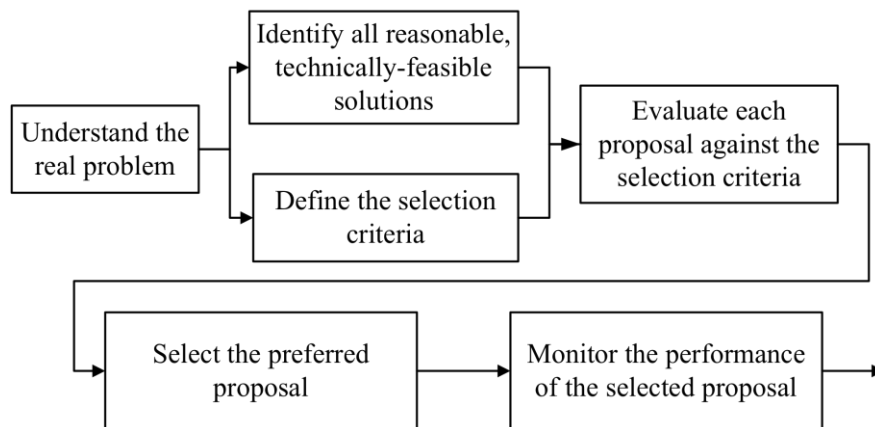 Understand the
real problem
Identify all reasonable,
technically-feasible
solutions
Define the selection
criteria
Evaluate each
proposal against the
selection criteria
Select the preferred
proposal
Monitor the performance
of the selected proposal